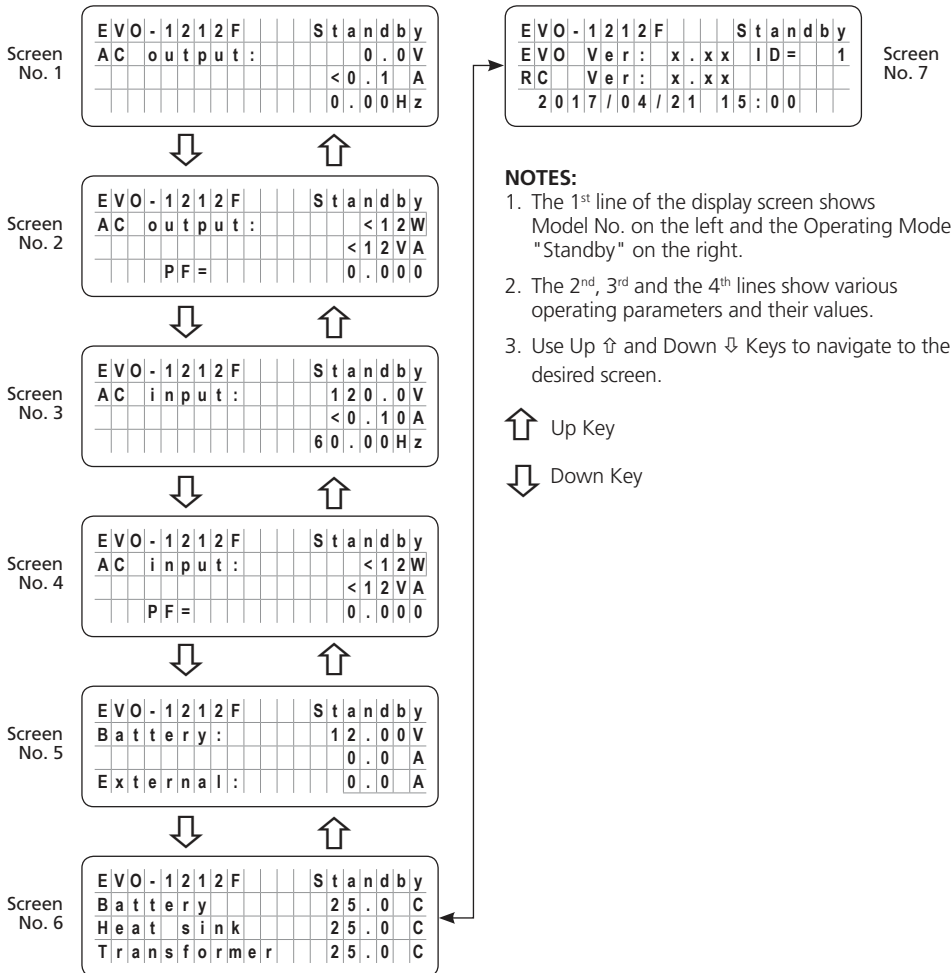 Screen
No. 1
EVO-1212F Standby
AC output: 0.0V
<0.1 A
0.00Hz
Screen
No. 2
EVO-1212F Standby
AC output: <12W
<12VA
PF= 0.000
Screen
No. 3
EVO-1212F Standby
AC input: 120.0V
<0.10A
60.00Hz
Screen
No. 4
EVO-1212F Standby
AC input: <12W
<12VA
PF= 0.000
Screen
No. 5
EVO-1212F Standby
Battery: 12.00V
0.0 A
External: 0.0 A
Screen
No. 6
EVO-1212F Standby
Battery 25.0 C
Heat sink 25.0 C
Transformer 25.0 C
EVO-1212F Standby
EVO Ver: x.xx ID= 1
RC Ver: x.xx
2017/04/21 15:00
Screen
No. 7
NOTES:
1. The 1st line of the display screen shows
Model No. on the left and the Operating Mode
"Standby" on the right.
2. The 2nd, 3rd and the 4th lines show various
operating parameters and their values.
3. Use Up ⇧ and Down ⇩ Keys to navigate to the
desired screen.
⇧ Up Key
⇩ Down Key